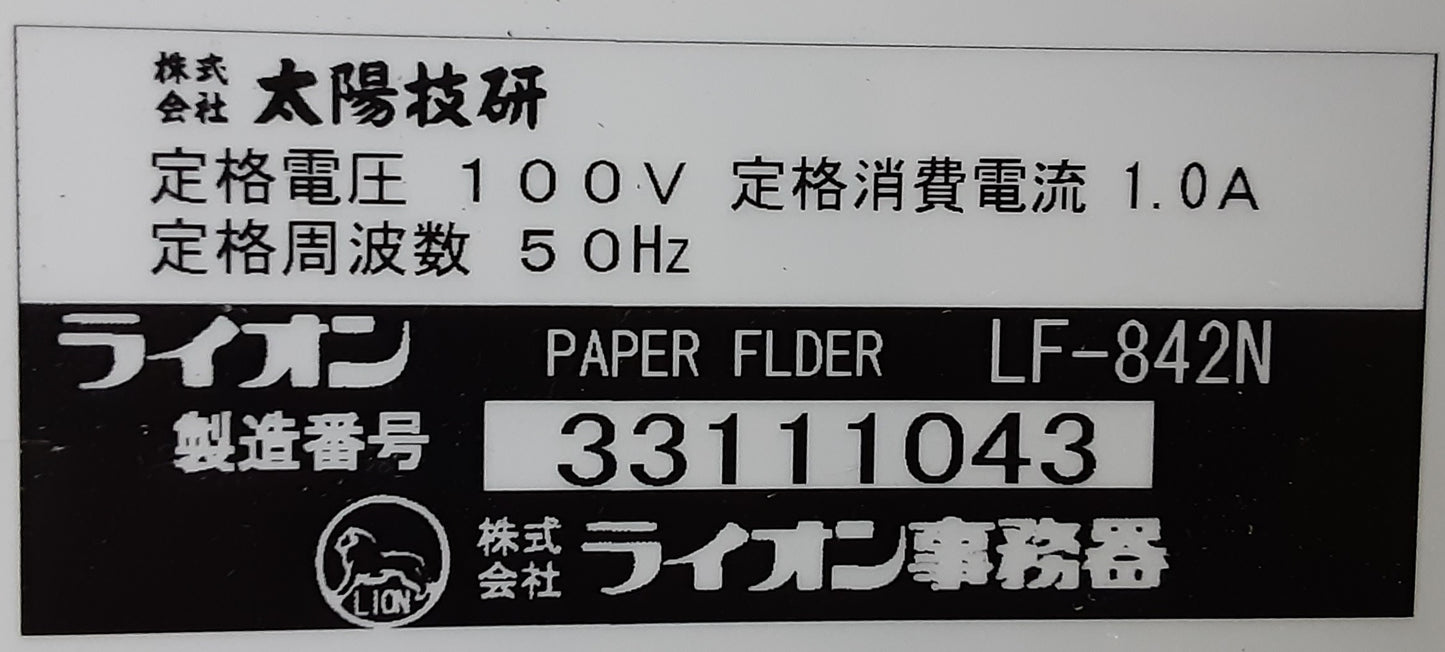 株式会社 太陽技研
定格電圧 100V 定格消費電流 1.0A
定格周波数 50Hz
ライオン PAPER FLDER LF-842N
製造番号 33111043
LION 株式会社 ライオン事務器